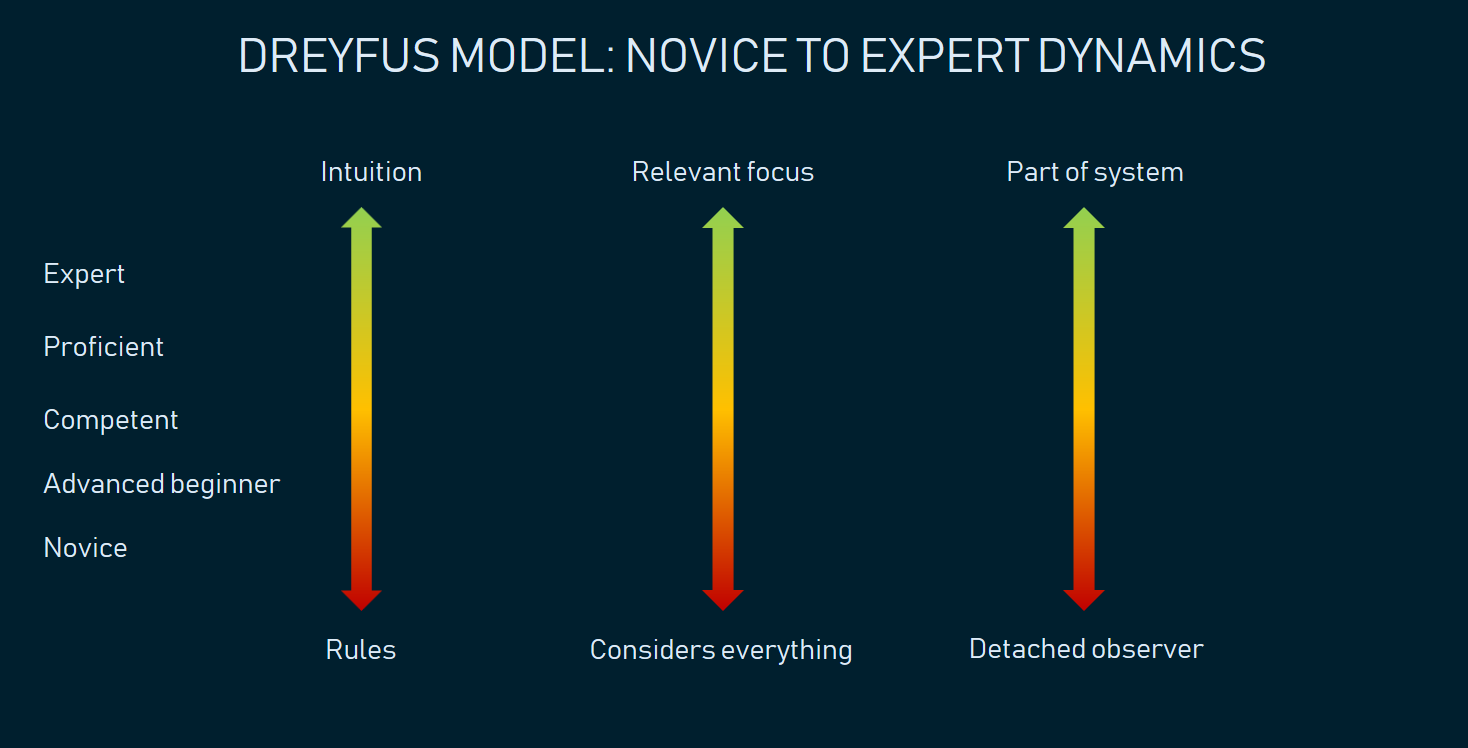 DREYFUS MODEL: NOVICE TO EXPERT DYNAMICS
Intuition
Relevant focus
Part of system
Expert
Proficient
Competent
Advanced beginner
Novice
Rules
Considers everything
Detached observer